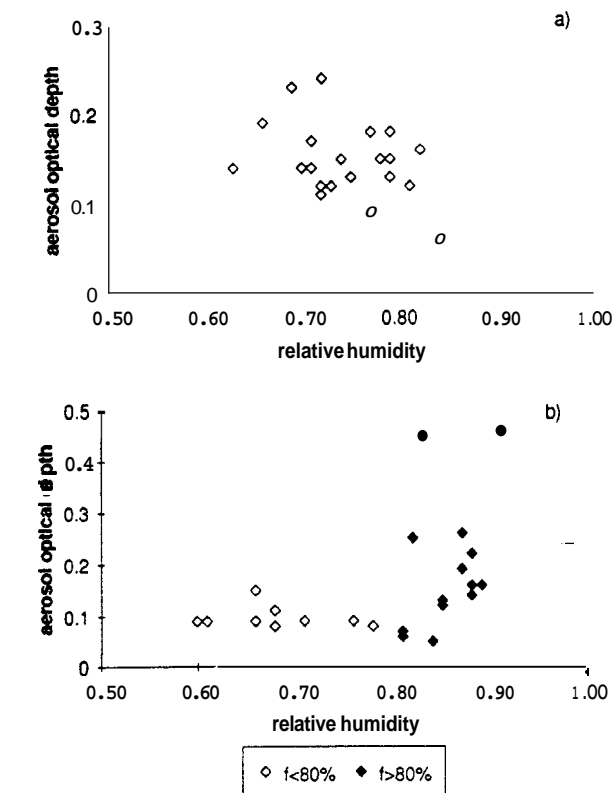 a)
0.3
0.2
0.1
0
aerosol optical depth
0.50 0.60 0.70 0.80 0.90 1.00
relative humidity
b)
0.5
0.4
0.3
0.2
0.1
0
aerosol optical
0.50 0.60 0.70 0.80 0.90 1.00
relative humidity
◇ f<80% ◆ f>80%